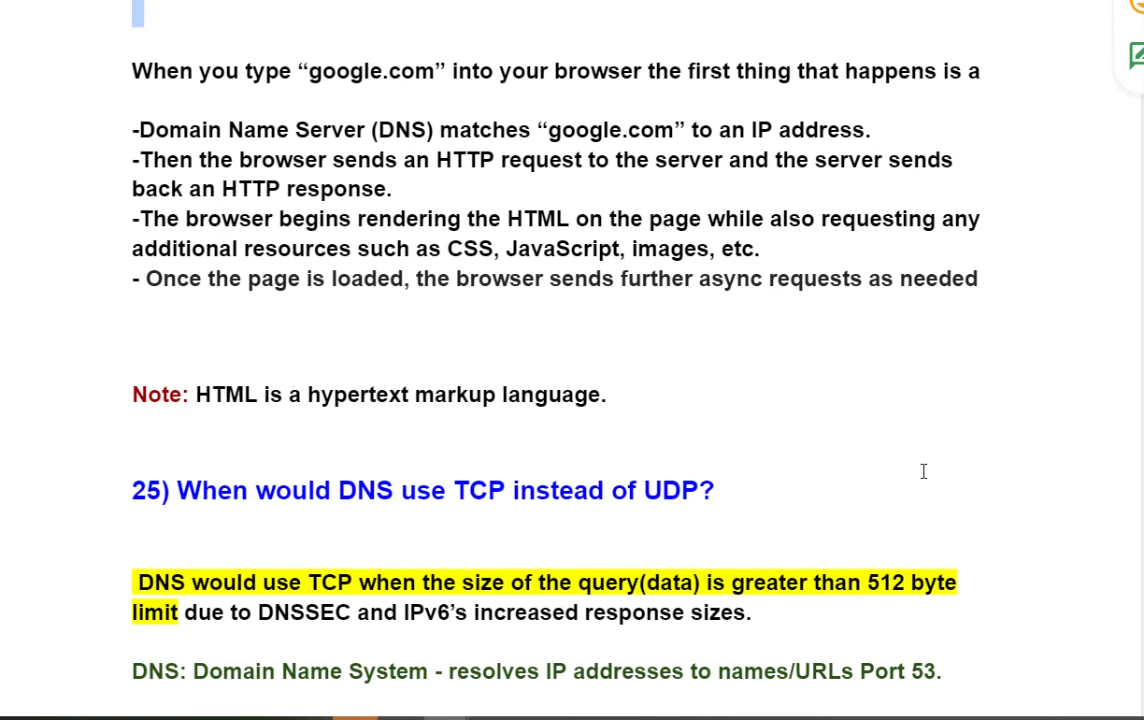 When you type “google.com” into your browser the first thing that happens is a
-Domain Name Server (DNS) matches “google.com” to an IP address.
-Then the browser sends an HTTP request to the server and the server sends
back an HTTP response.
-The browser begins rendering the HTML on the page while also requesting any
additional resources such as CSS, JavaScript, images, etc.
- Once the page is loaded, the browser sends further async requests as needed
Note: HTML is a hypertext markup language.
25) When would DNS use TCP instead of UDP?
DNS would use TCP when the size of the query(data) is greater than 512 byte
limit due to DNSSEC and IPv6’s increased response sizes.
DNS: Domain Name System - resolves IP addresses to names/URLs Port 53.